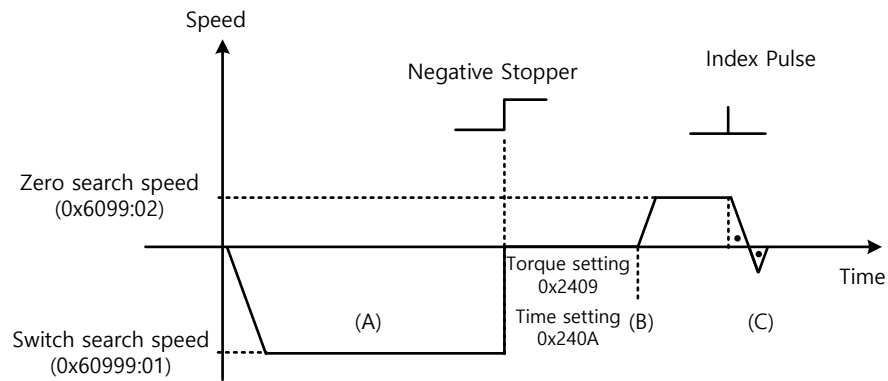 Speed
Negative Stopper
Index Pulse
Zero search speed
(0x6099:02)
Torque setting
0x2409
Time
Time setting
0x240A
(A)
(B)
(C)
Switch search speed
(0x60999:01)